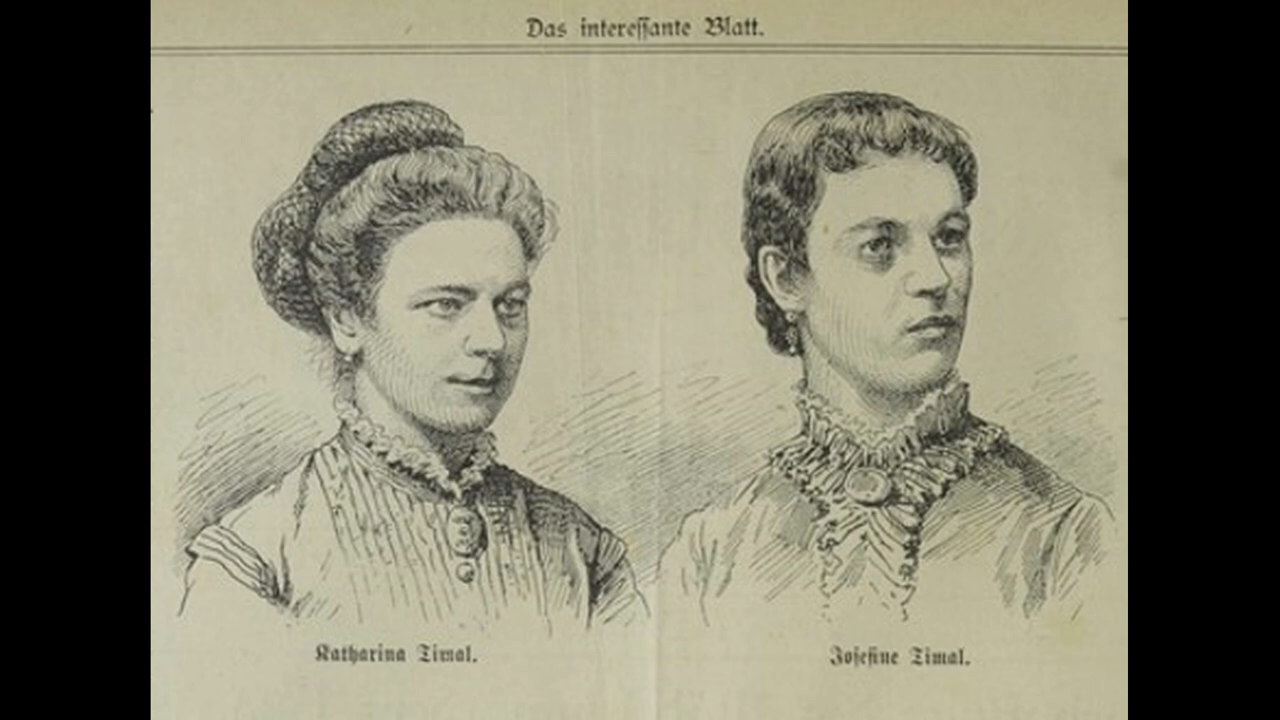 Das interessante Blatt.
Katharina Timal.
Josefine Timal.